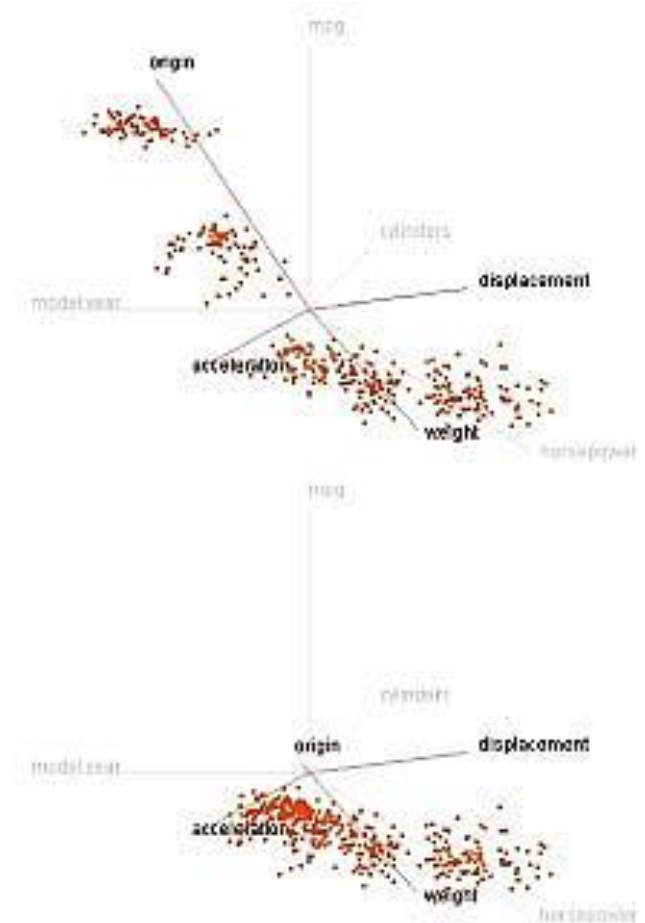 mpg
origin
cylinders
displacement
model.year
acceleration
weight
horsepower
mpg
cylinders
origin
displacement
model.year
acceleration
weight
horsepower